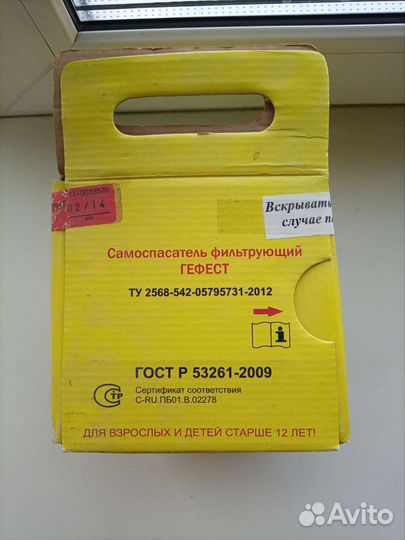 02/14
Вскрывать
случае
Самоспасатель фильтрующий
ГЕФЕСТ
ТУ 2568-542-05795731-2012
i
ГОСТ Р 53261-2009
Сертификат соответствия
C-RU.ПБ01.В.02278
СТР
ДЛЯ ВЗРОСЛЫХ И ДЕТЕЙ СТАРШЕ 12 ЛЕТ!
Avito